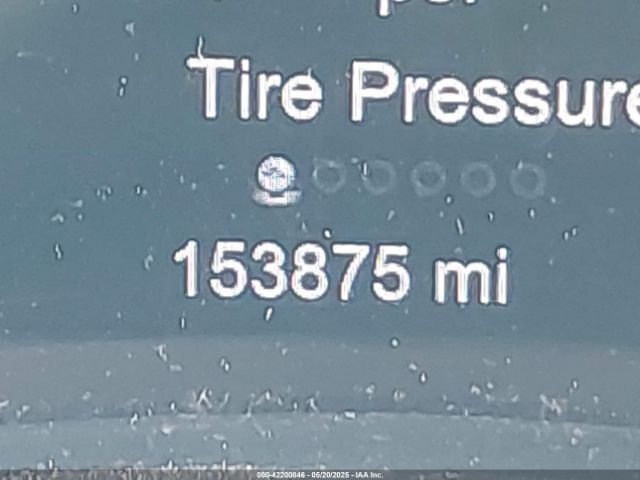 Tire Pressure
153875 mi
000-42200846 - 05/20/2025 - IAA Inc.